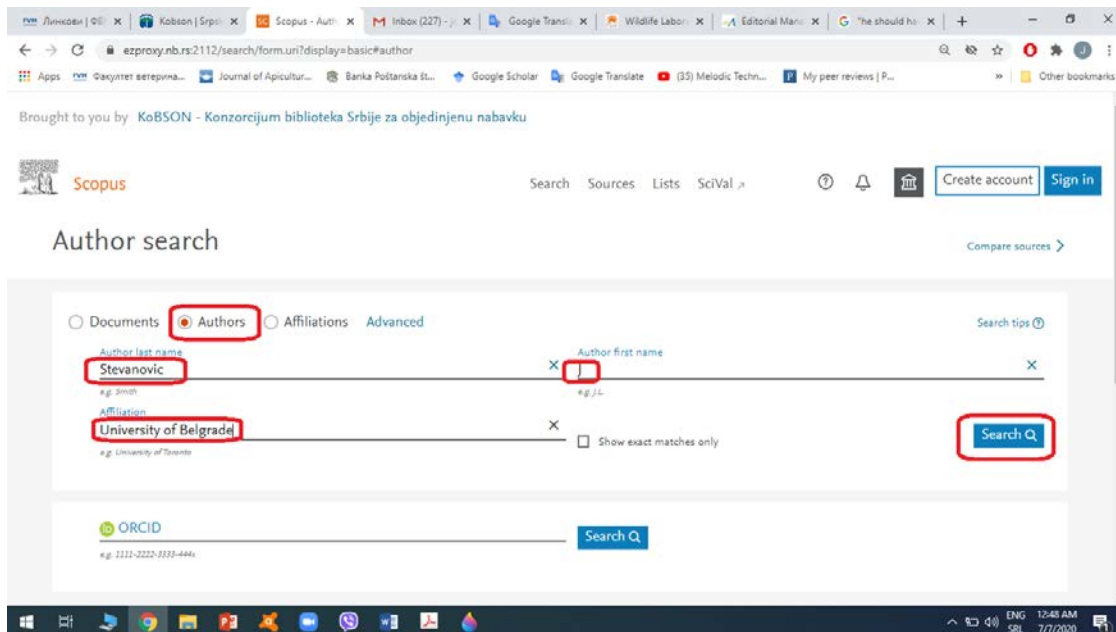 Линкови | ФЕ
Kobson | Srps
Scopus - Auth
Inbox (227) - j
Google Transl
Wildlife Labor
Editorial Man
"he should ha
ezproxy.nb.rs:2112/search/form.uri?display=basic#author
Apps Факултет ветерина... Journal of Apicultur... Banka Poštanska št... Google Scholar Google Translate (35) Melodic Techn... My peer reviews | P... » Other bookmarks
Brought to you by KoBSON - Konzorcijum biblioteka Srbije za objedinjenu nabavku
Scopus Search Sources Lists SciVal Create account Sign in
Author search
Compare sources
Documents Authors Affiliations Advanced Search tips
Author last name Author first name
Stevanovic J
e.g. Smith e.g. J.L.
Affiliation
University of Belgrade
Show exact matches only Search
e.g. University of Toronto
iD ORCID
Search
e.g. 1111-2222-3333-444x
ENG 12:48 AM
SRL 7/7/2020